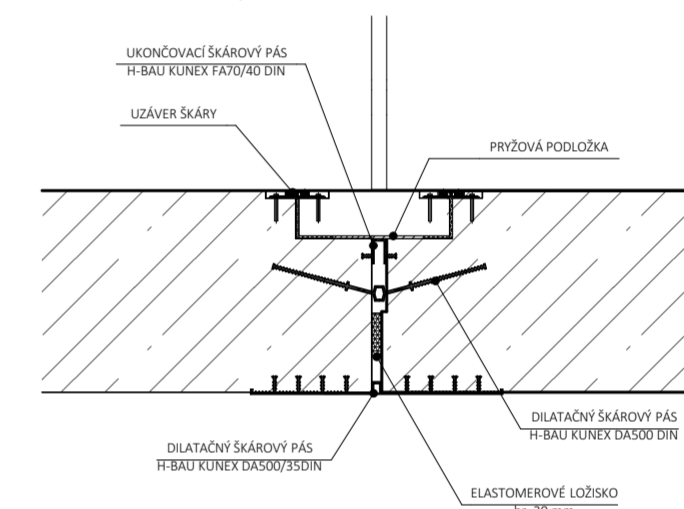 UKONČOVACÍ ŠKÁROVÝ PÁS
H-BAU KUNEX FA70/40 DIN
UZÁVER ŠKÁRY
PRYŽOVÁ PODLOŽKA
DILATAČNÝ ŠKÁROVÝ PÁS
H-BAU KUNEX DA500 DIN
DILATAČNÝ ŠKÁROVÝ PÁS
H-BAU KUNEX DA500/35DIN
ELASTOMEROVÉ LOŽISKO